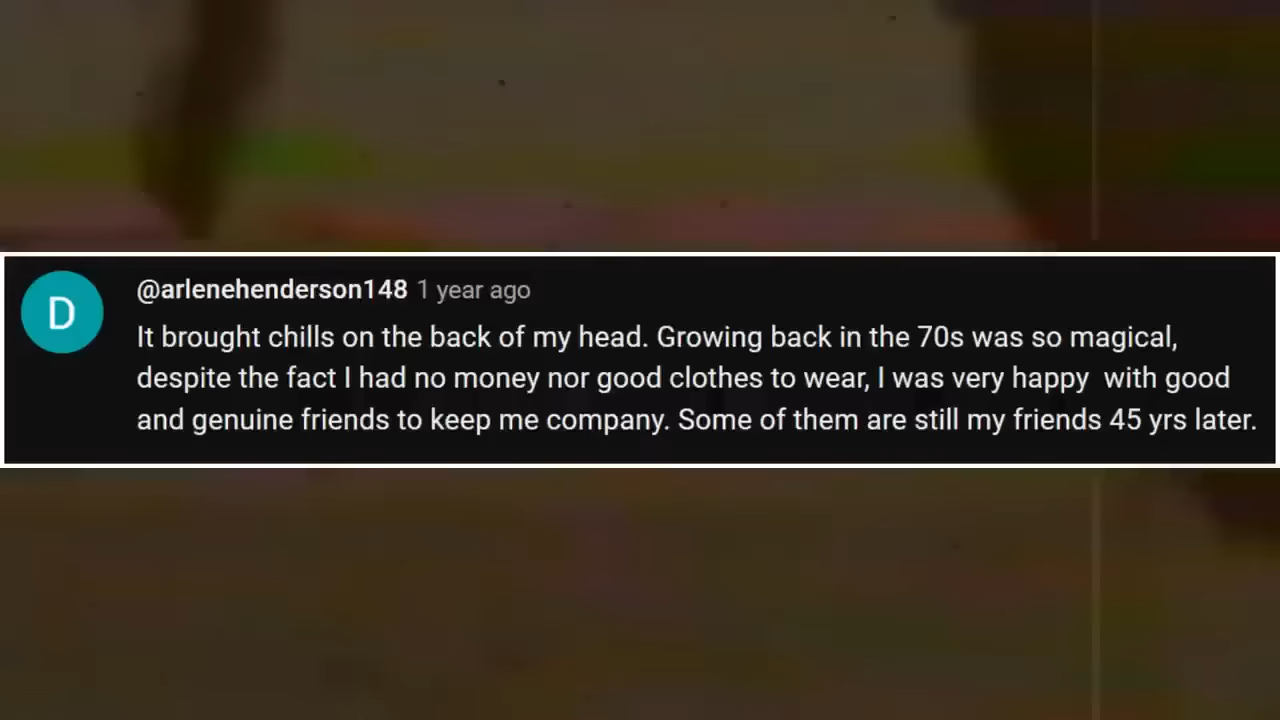 D
@arlenehenderson148 1 year ago
It brought chills on the back of my head. Growing back in the 70s was so magical,
despite the fact I had no money nor good clothes to wear, I was very happy  with good
and genuine friends to keep me company. Some of them are still my friends 45 yrs later.